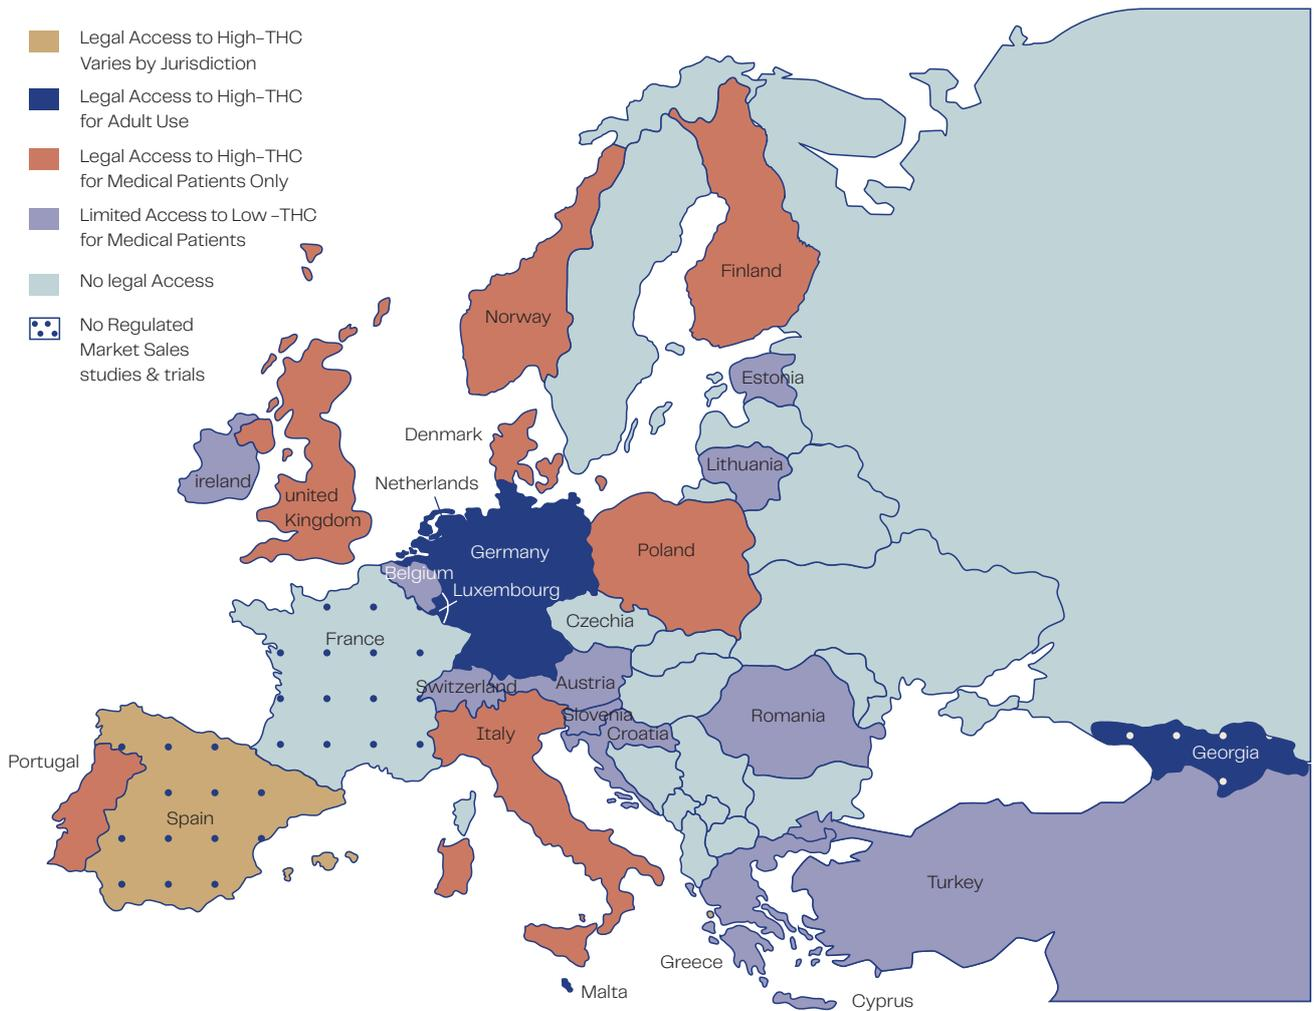 Legal Access to High-THC
Varies by Jurisdiction
Legal Access to High-THC
for Adult Use
Legal Access to High-THC
for Medical Patients Only
Limited Access to Low -THC
for Medical Patients
No legal Access
No Regulated
Market Sales
studies & trials
Finland
Norway
Estonia
Denmark
Lithuania
ireland
Netherlands
united
Kingdom
Germany
Poland
Belgium
Luxembourg
Czechia
France
Switzerland
Austria
Slovenia
Romania
Croatia
Italy
Georgia
Portugal
Spain
Turkey
Greece
Malta
Cyprus